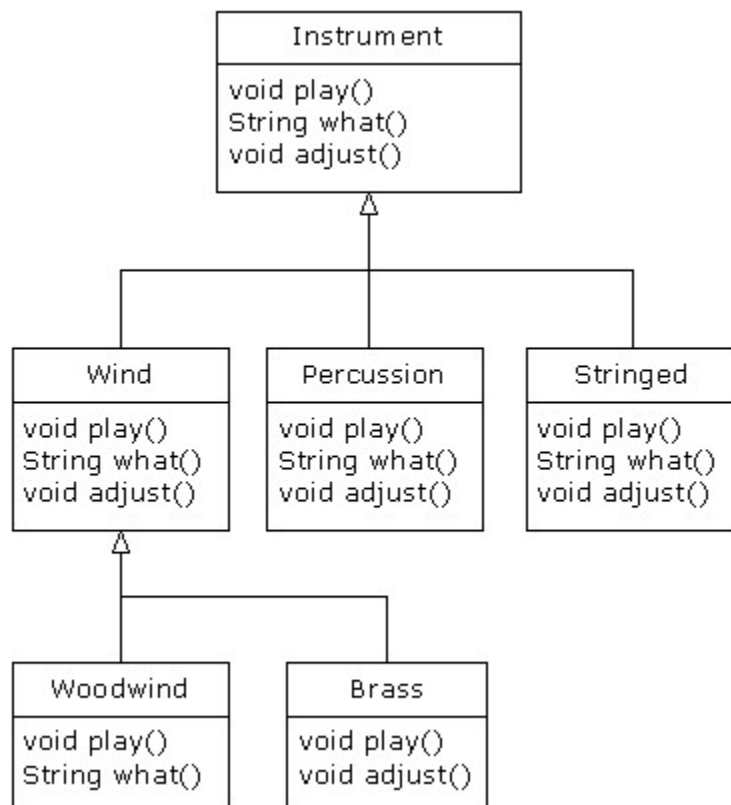 Instrument
void play()
String what()
void adjust()
Wind
void play()
String what()
void adjust()
Percussion
void play()
String what()
void adjust()
Stringed
void play()
String what()
void adjust()
Woodwind
void play()
String what()
Brass
void play()
void adjust()